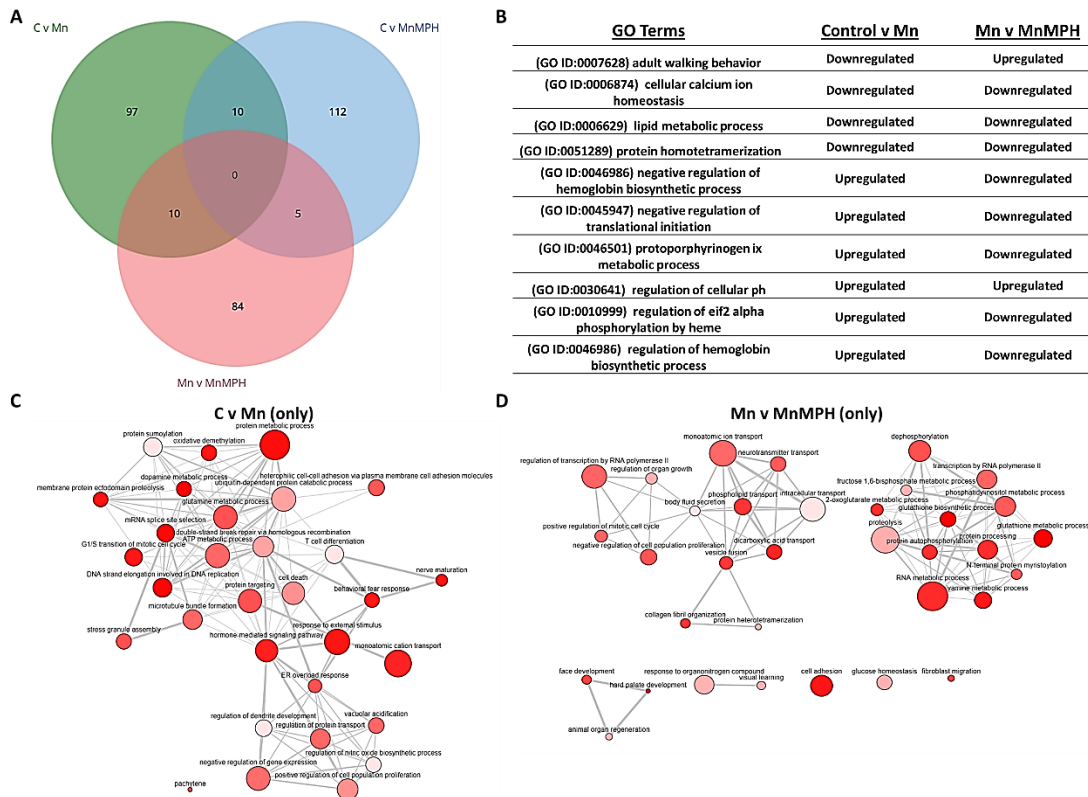 A
C v Mn
C v MnMPH
97
10
112
0
10
5
84
Mn v MnMPH
B
GO Terms
Control v Mn
Mn v MnMPH
(GO ID:0007628) adult walking behavior
Downregulated
Upregulated
(GO ID:0006874) cellular calcium ion
homeostasis
Downregulated
Downregulated
(GO ID:0006629) lipid metabolic process
Downregulated
Downregulated
(GO ID:0051289) protein homotetramerization
Downregulated
Downregulated
(GO ID:0046986) negative regulation of
hemoglobin biosynthetic process
Upregulated
Downregulated
(GO ID:0045947) negative regulation of
translational initiation
Upregulated
Downregulated
(GO ID:0046501) protoporphyrinogen ix
metabolic process
Upregulated
Downregulated
(GO ID:0030641) regulation of cellular ph
Upregulated
Upregulated
(GO ID:0010999) regulation of eif2 alpha
phosphorylation by heme
Upregulated
Downregulated
(GO ID:0046986) regulation of hemoglobin
biosynthetic process
Upregulated
Downregulated
C
C v Mn (only)
protein metabolic process
protein sumoylation
oxidative demethylation
heterophilic cell-cell adhesion via plasma membrane cell adhesion molecules
dopamine metabolic process
ubiquitin-dependent protein catabolic process
membrane protein ectodomain proteolysis
glutamine metabolic process
mRNA splice site selection
double-strand break repair via homologous recombination
G1/S transition of mitotic cell cycle
ATP metabolic process
T cell differentiation
DNA strand elongation involved in DNA replication
protein targeting
cell death
behavioral fear response
nerve maturation
microtubule bundle formation
stress granule assembly
hormone-mediated signaling pathway
response to external stimulus
monoatomic cation transport
ER overload response
regulation of dendrite development
vacuolar acidification
regulation of protein transport
regulation of nitric oxide biosynthetic process
negative regulation of gene expression
positive regulation of cell population proliferation
pachytene
D
Mn v MnMPH (only)
monoatomic ion transport
dephosphorylation
regulation of transcription by RNA polymerase II
neurotransmitter transport
regulation of organ growth
transcription by RNA polymerase II
fructose 1,6-bisphosphate metabolic process
body fluid secretion
phospholipid transport
intracellular transport
2-oxoglutarate metabolic process
phosphatidylinositol metabolic process
glutathione biosynthetic process
positive regulation of mitotic cell cycle
proteolysis
glutathione metabolic process
negative regulation of cell population proliferation
vesicle fusion
dicarboxylic acid transport
protein autophosphorylation
protein processing
N-terminal protein myristoylation
RNA metabolic process
collagen fibril organization
protein heterotetramerization
face development
hard palate development
response to organonitrogen compound
visual learning
cell adhesion
glucose homeostasis
fibroblast migration
animal organ regeneration